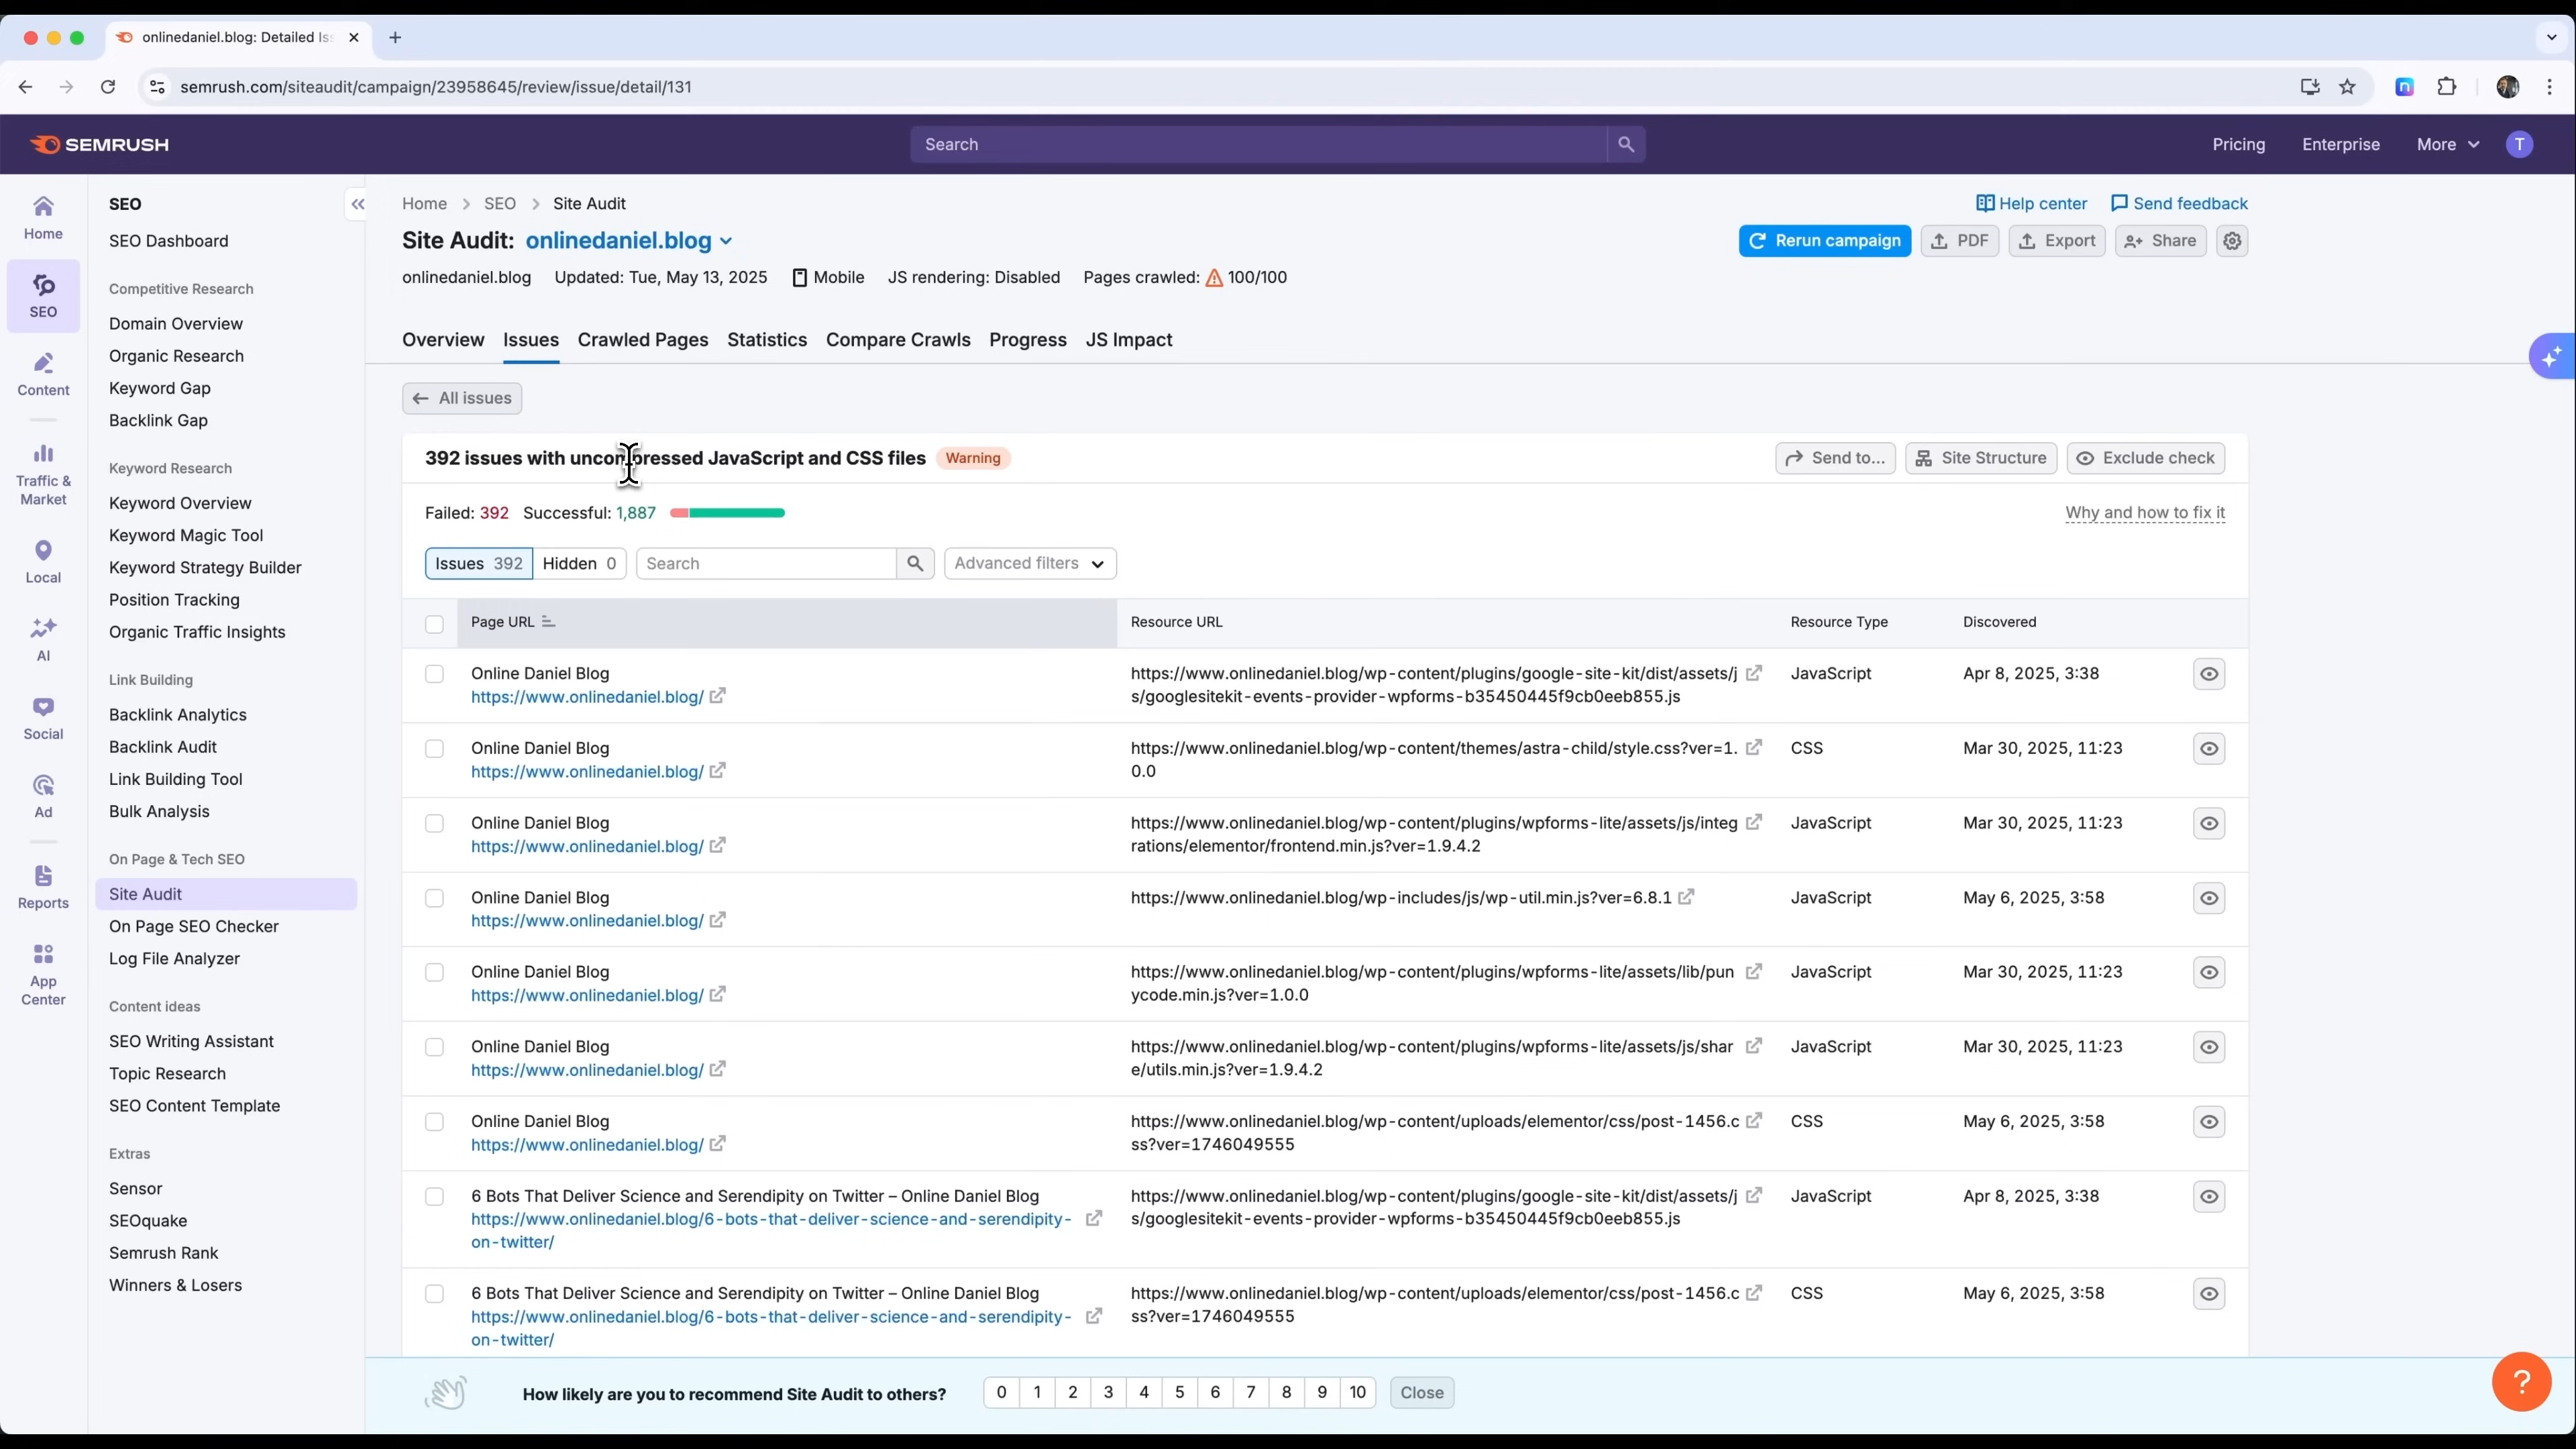 onlinedaniel.blog: Detailed Is
semrush.com/siteaudit/campaign/23958645/review/issue/detail/131
n
SEMRUSH
Search
Pricing
Enterprise
More
T
Home
SEO
Content
Traffic &
Market
Local
AI
Social
Ad
Reports
App
Center
SEO
SEO Dashboard
Competitive Research
Domain Overview
Organic Research
Keyword Gap
Backlink Gap
Keyword Research
Keyword Overview
Keyword Magic Tool
Keyword Strategy Builder
Position Tracking
Organic Traffic Insights
Link Building
Backlink Analytics
Backlink Audit
Link Building Tool
Bulk Analysis
On Page & Tech SEO
Site Audit
On Page SEO Checker
Log File Analyzer
Content ideas
SEO Writing Assistant
Topic Research
SEO Content Template
Extras
Sensor
SEOquake
Semrush Rank
Winners & Losers
Home > SEO > Site Audit
Help center
Send feedback
Site Audit: onlinedaniel.blog
Rerun campaign
PDF
Export
Share
onlinedaniel.blog Updated: Tue, May 13, 2025 Mobile JS rendering: Disabled Pages crawled: 100/100
Overview Issues Crawled Pages Statistics Compare Crawls Progress JS Impact
← All issues
392 issues with uncompressed JavaScript and CSS files Warning
Send to...
Site Structure
Exclude check
Failed: 392 Successful: 1,887
Why and how to fix it
Issues 392 Hidden 0 Search Advanced filters
Page URL Resource URL Resource Type Discovered
Online Daniel Blog
https://www.onlinedaniel.blog/
https://www.onlinedaniel.blog/wp-content/plugins/google-site-kit/dist/assets/j
s/googlesitekit-events-provider-wpforms-b35450445f9cb0eeb855.js
JavaScript
Apr 8, 2025, 3:38
Online Daniel Blog
https://www.onlinedaniel.blog/
https://www.onlinedaniel.blog/wp-content/themes/astra-child/style.css?ver=1.
0.0
CSS
Mar 30, 2025, 11:23
Online Daniel Blog
https://www.onlinedaniel.blog/
https://www.onlinedaniel.blog/wp-content/plugins/wpforms-lite/assets/js/integ
rations/elementor/frontend.min.js?ver=1.9.4.2
JavaScript
Mar 30, 2025, 11:23
Online Daniel Blog
https://www.onlinedaniel.blog/
https://www.onlinedaniel.blog/wp-includes/js/wp-util.min.js?ver=6.8.1
JavaScript
May 6, 2025, 3:58
Online Daniel Blog
https://www.onlinedaniel.blog/
https://www.onlinedaniel.blog/wp-content/plugins/wpforms-lite/assets/lib/pun
ycode.min.js?ver=1.0.0
JavaScript
Mar 30, 2025, 11:23
Online Daniel Blog
https://www.onlinedaniel.blog/
https://www.onlinedaniel.blog/wp-content/plugins/wpforms-lite/assets/js/shar
e/utils.min.js?ver=1.9.4.2
JavaScript
Mar 30, 2025, 11:23
Online Daniel Blog
https://www.onlinedaniel.blog/
https://www.onlinedaniel.blog/wp-content/uploads/elementor/css/post-1456.c
ss?ver=1746049555
CSS
May 6, 2025, 3:58
6 Bots That Deliver Science and Serendipity on Twitter – Online Daniel Blog
https://www.onlinedaniel.blog/6-bots-that-deliver-science-and-serendipity-
on-twitter/
https://www.onlinedaniel.blog/wp-content/plugins/google-site-kit/dist/assets/j
s/googlesitekit-events-provider-wpforms-b35450445f9cb0eeb855.js
JavaScript
Apr 8, 2025, 3:38
6 Bots That Deliver Science and Serendipity on Twitter – Online Daniel Blog
https://www.onlinedaniel.blog/6-bots-that-deliver-science-and-serendipity-
on-twitter/
https://www.onlinedaniel.blog/wp-content/uploads/elementor/css/post-1456.c
ss?ver=1746049555
CSS
May 6, 2025, 3:58
How likely are you to recommend Site Audit to others?
0 1 2 3 4 5 6 7 8 9 10 Close
?